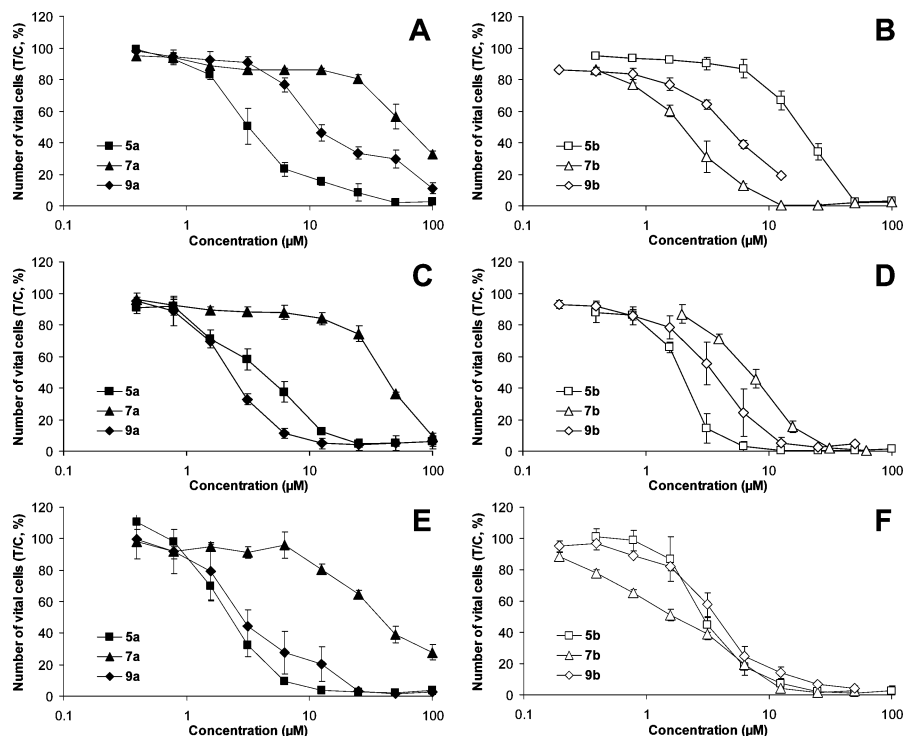 A
Number of vital cells (T/C, %)
120
100
80
60
40
20
0
5a
7a
9a
0.1
1
10
100
Concentration (µM)
B
Number of vital cells (T/C, %)
120
100
80
60
40
20
0
5b
7b
9b
0.1
1
10
100
Concentration (µM)
C
Number of vital cells (T/C, %)
120
100
80
60
40
20
0
5a
7a
9a
0.1
1
10
100
Concentration (µM)
D
Number of vital cells (T/C, %)
120
100
80
60
40
20
0
5b
7b
9b
0.1
1
10
100
Concentration (µM)
E
Number of vital cells (T/C, %)
120
100
80
60
40
20
0
5a
7a
9a
0.1
1
10
100
Concentration (µM)
F
Number of vital cells (T/C, %)
120
100
80
60
40
20
0
5b
7b
9b
0.1
1
10
100
Concentration (µM)